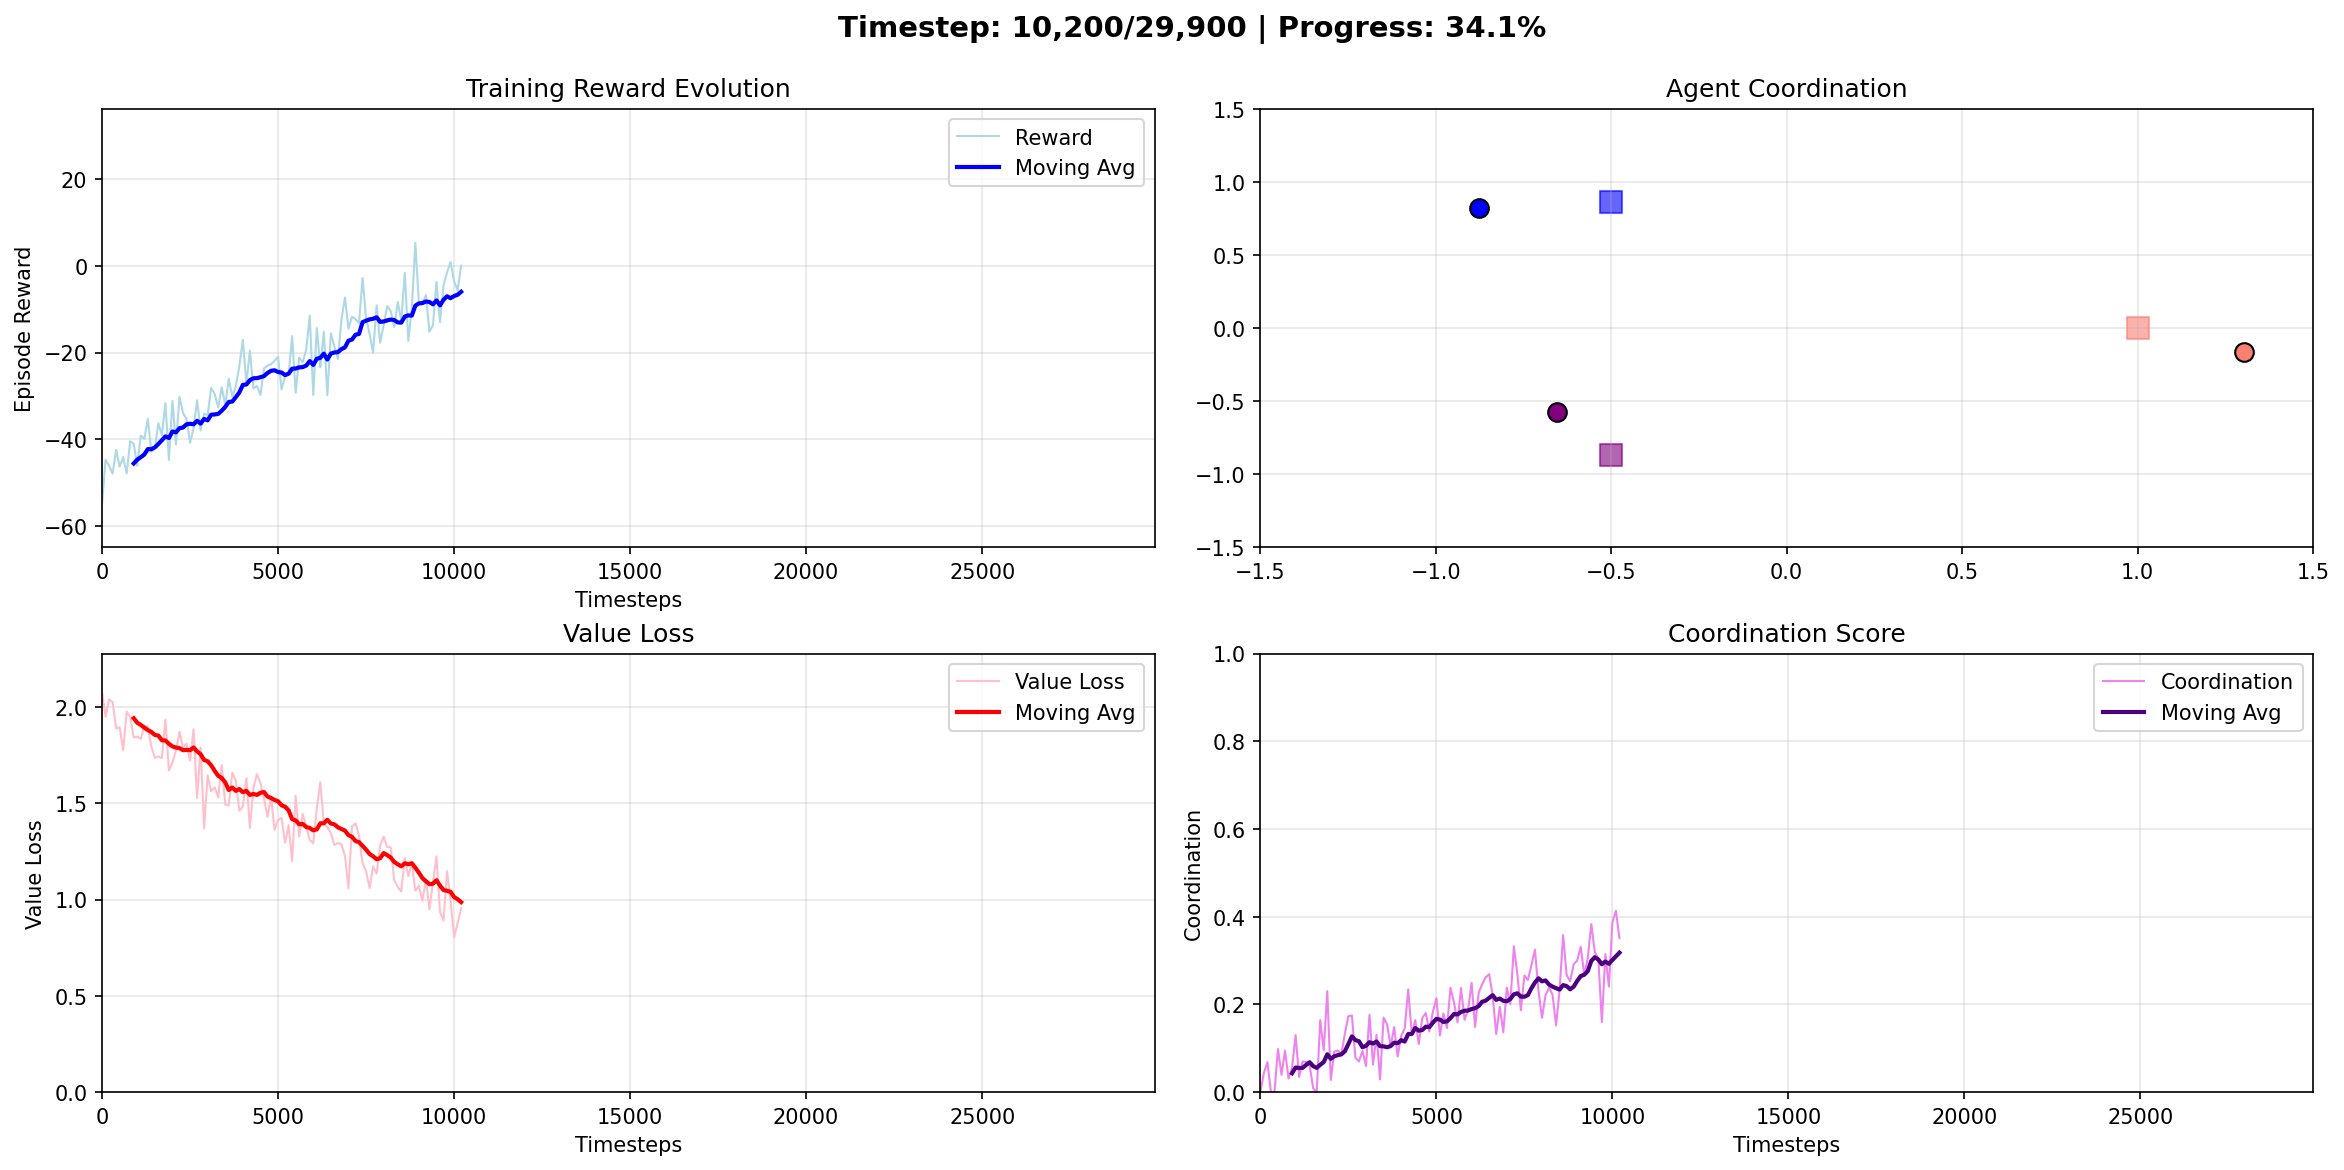 Timestep: 10,200/29,900 | Progress: 34.1%
Training Reward Evolution
Episode Reward
20
0
−20
−40
−60
Reward
Moving Avg
0
5000
10000
15000
20000
25000
Timesteps
Agent Coordination
1.5
1.0
0.5
0.0
−0.5
−1.0
−1.5
−1.5
−1.0
−0.5
0.0
0.5
1.0
1.5
Value Loss
Value Loss
2.0
1.5
1.0
0.5
0.0
Value Loss
Moving Avg
0
5000
10000
15000
20000
25000
Timesteps
Coordination Score
Coordination
1.0
0.8
0.6
0.4
0.2
0.0
Coordination
Moving Avg
0
5000
10000
15000
20000
25000
Timesteps